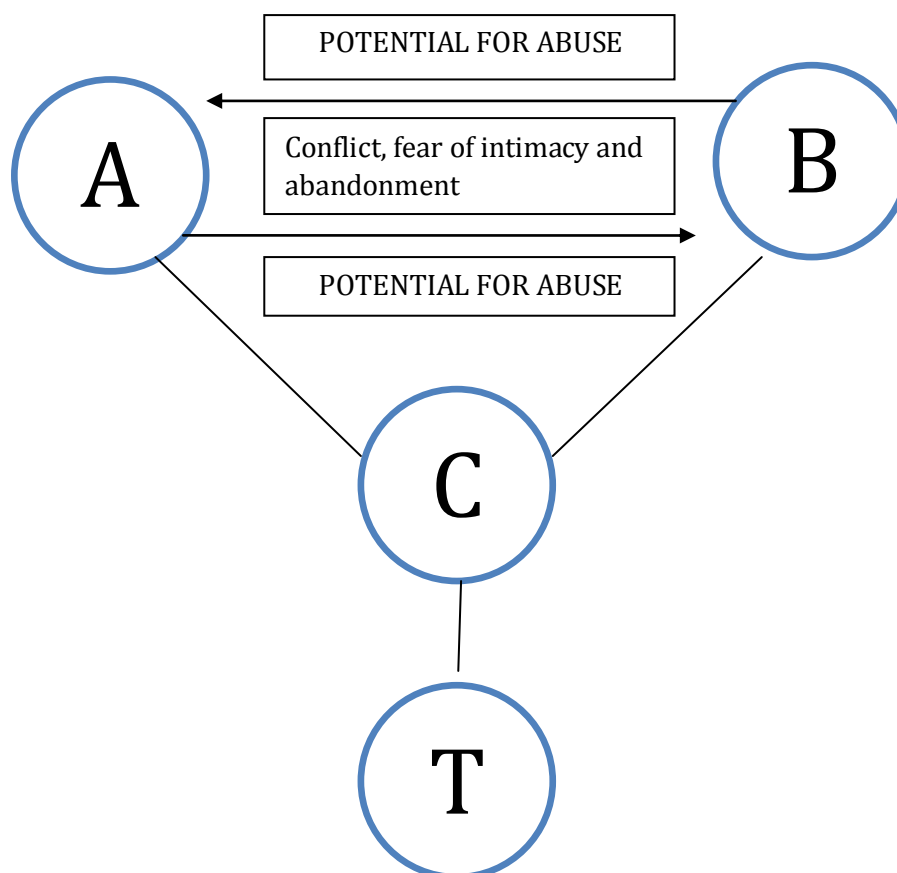 POTENTIAL FOR ABUSE
A
B
Conflict, fear of intimacy and
abandonment
POTENTIAL FOR ABUSE
C
T